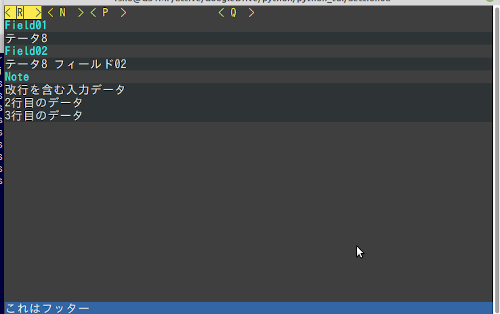 < R > < N > < P > < Q >
Field01
テータ8
Field02
テータ8 フィールド02
Note
改行を含む入力データ
2行目のデータ
3行目のデータ
これはフッター